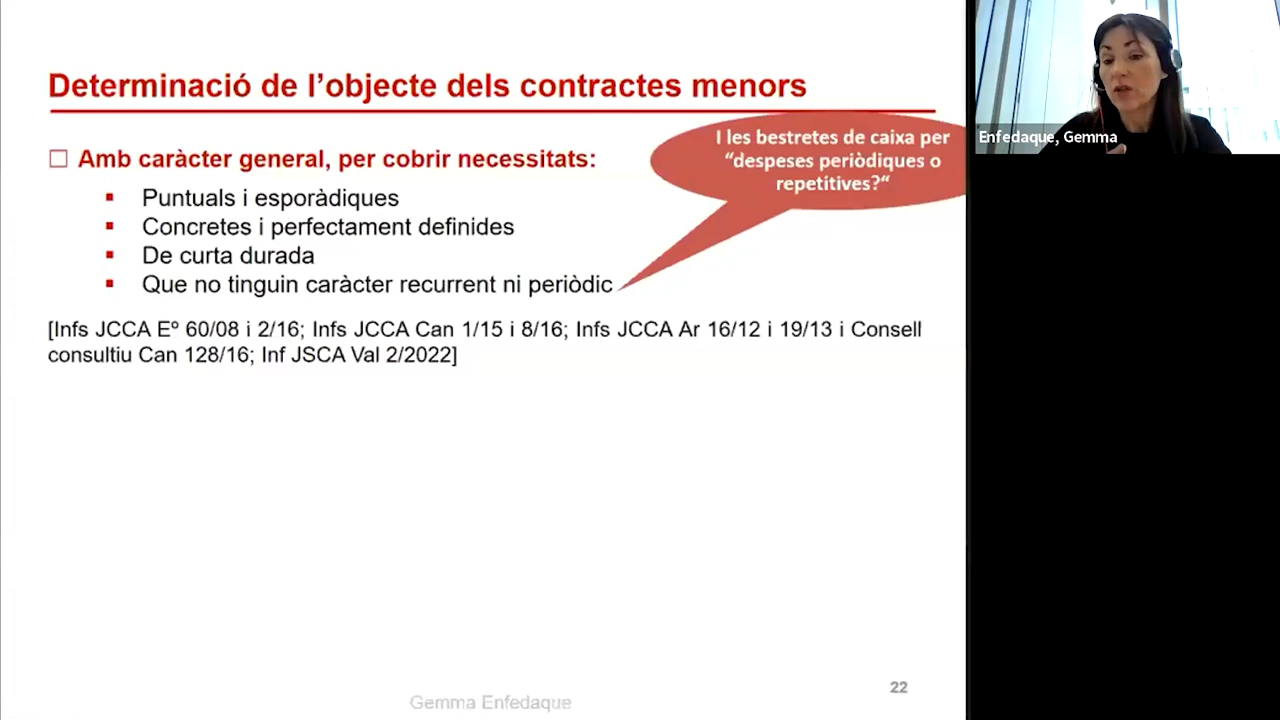 Determinació de l’objecte dels contractes menors
I les bestretes de caixa per
“despeses periòdiques o
repetitives?“
Amb caràcter general, per cobrir necessitats:
Puntuals i esporàdiques
Concretes i perfectament definides
De curta durada
Que no tinguin caràcter recurrent ni periòdic
[Infs JCCA Eº 60/08 i 2/16; Infs JCCA Can 1/15 i 8/16; Infs JCCA Ar 16/12 i 19/13 i Consell
consultiu Can 128/16; Inf JSCA Val 2/2022]
22
Gemma Enfedaque
Enfedaque, Gemma